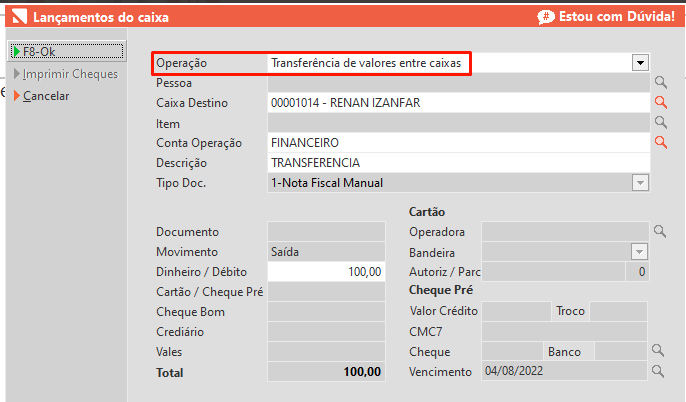 Lançamentos do caixa
# Estou com Dúvida!
F8-Ok
Imprimir Cheques
Cancelar
Operação Transferência de valores entre caixas
Pessoa
Caixa Destino 00001014 - RENAN IZANFAR
Item
Conta Operação FINANCEIRO
Descrição TRANSFERENCIA
Tipo Doc. 1-Nota Fiscal Manual
Cartão
Documento Operadora
Movimento Saída Bandeira
Dinheiro / Débito 100,00 Autoriz / Parc 0
Cartão / Cheque Pré Cheque Pré
Cheque Bom Valor Crédito Troco
Crediário CMC7
Vales Cheque Banco
Total 100,00 Vencimento 04/08/2022